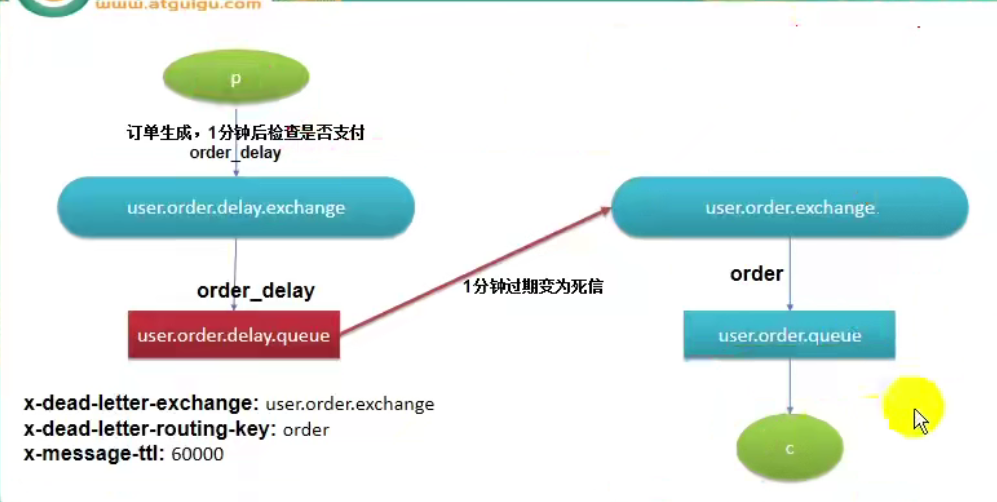 www.atguigu.com
p
订单生成，1分钟后检查是否支付
order_delay
user.order.delay.exchange
user.order.exchange
order_delay
1分钟过期变为死信
order
user.order.delay.queue
user.order.queue
x-dead-letter-exchange: user.order.exchange
x-dead-letter-routing-key: order
x-message-ttl: 60000
c